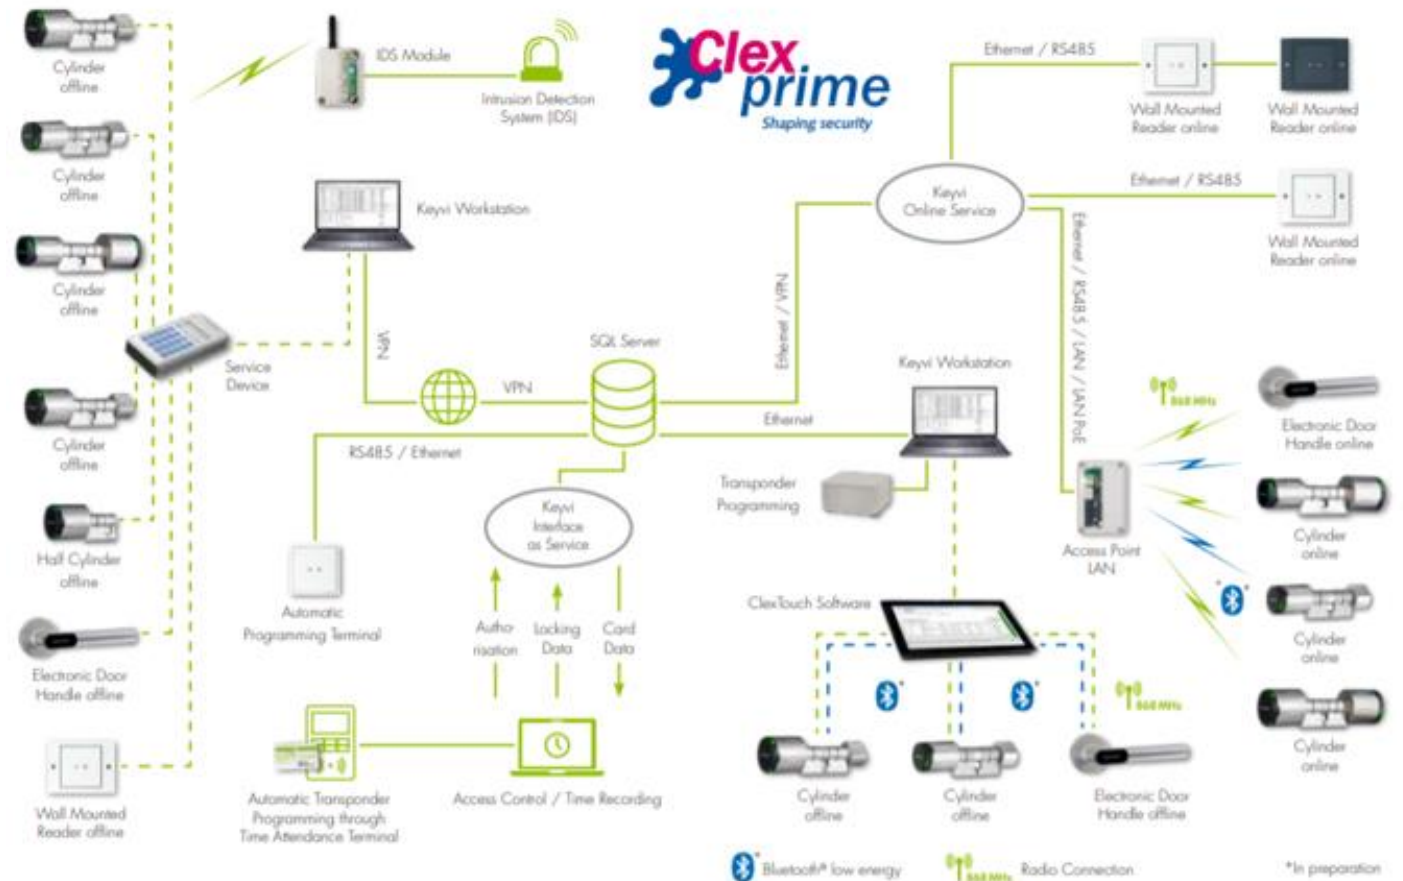 Cylinder
offline
IDS Module
Intrusion Detection
System (IDS)
Clex
prime
Shaping security
Ethernet / RS485
Wall Mounted
Reader online
Wall Mounted
Reader online
Cylinder
offline
Keyvi Workstation
Keyvi
Online Service
Ethernet / RS485
Wall Mounted
Reader online
Cylinder
offline
Service
Device
VPN
VPN
SQL Server
Ethernet / VPN
Ethernet / RS485 / LAN / LAN PoE
Keyvi Workstation
Ethernet
RS485 / Ethernet
868 MHz
Electronic Door
Handle online
Cylinder
offline
Transponder
Programming
Keyvi
Interface
as Service
Access Point
LAN
Cylinder
online
Half Cylinder
offline
Automatic
Programming Terminal
Autho-
risation
Locking
Data
Card
Data
ClexTouch Software
*
Cylinder
online
Electronic Door
Handle offline
*
*
868 MHz
Cylinder
online
Wall Mounted
Reader offline
Automatic Transponder
Programming through
Time Attendance Terminal
Access Control / Time Recording
Cylinder
offline
Cylinder
offline
Electronic Door
Handle offline
* Bluetooth® low energy
868 MHz Radio Connection
*In preparation